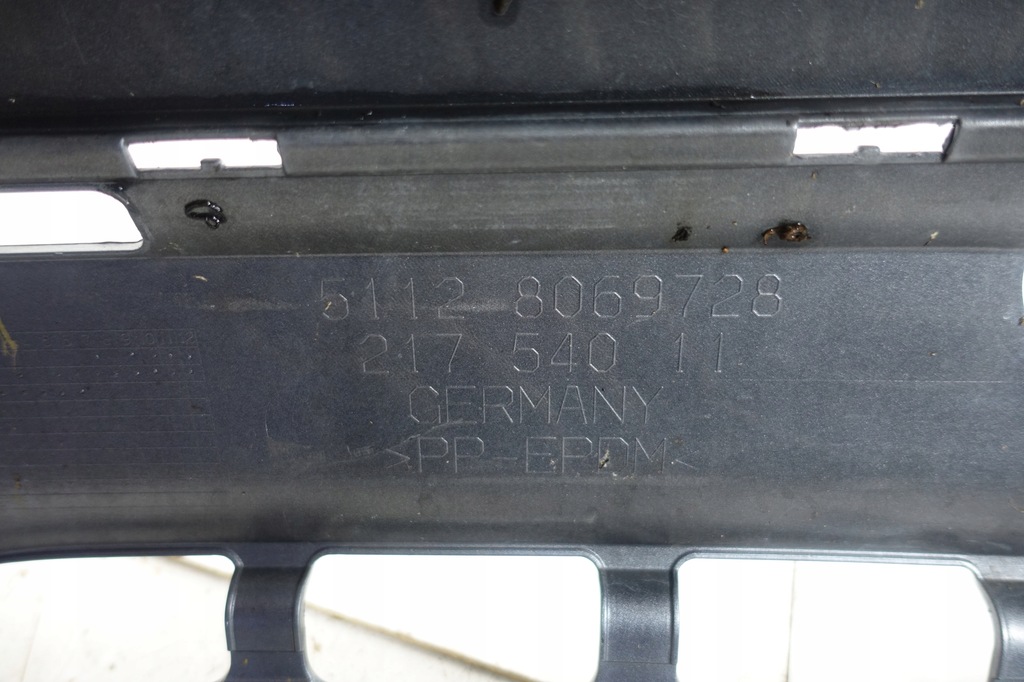 5112 8069728
217 540 11
GERMANY
>PP-EPDM<